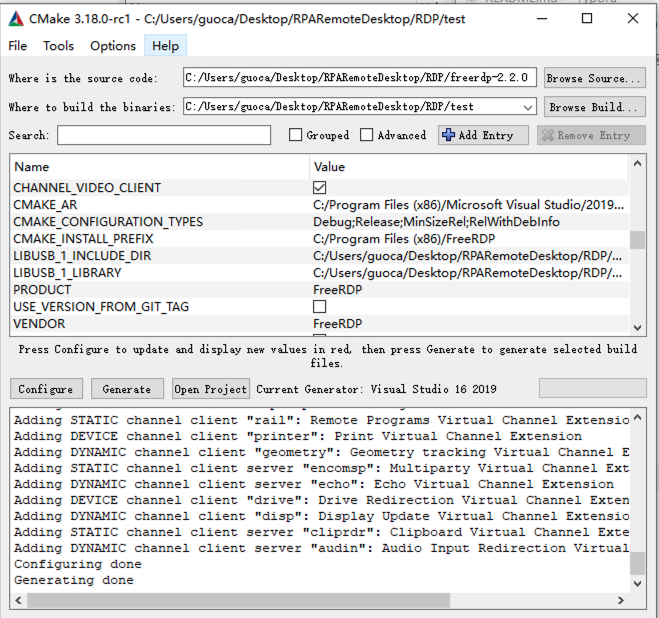 CMake 3.18.0-rc1 - C:/Users/guoca/Desktop/RPARemoteDesktop/RDP/test
File Tools Options Help
Where is the source code: C:/Users/guoca/Desktop/RPARemoteDesktop/RDP/freerdp-2.2.0 Browse Source...
Where to build the binaries: C:/Users/guoca/Desktop/RPARemoteDesktop/RDP/test Browse Build...
Search: Grouped Advanced Add Entry Remove Entry
Name Value
CHANNEL_VIDEO_CLIENT
CMAKE_AR C:/Program Files (x86)/Microsoft Visual Studio/2019...
CMAKE_CONFIGURATION_TYPES Debug;Release;MinSizeRel;RelWithDebInfo
CMAKE_INSTALL_PREFIX C:/Program Files (x86)/FreeRDP
LIBUSB_1_INCLUDE_DIR C:/Users/guoca/Desktop/RPARemoteDesktop/RDP/...
LIBUSB_1_LIBRARY C:/Users/guoca/Desktop/RPARemoteDesktop/RDP/...
PRODUCT FreeRDP
USE_VERSION_FROM_GIT_TAG
VENDOR FreeRDP
Press Configure to update and display new values in red, then press Generate to generate selected build
files.
Configure Generate Open Project Current Generator: Visual Studio 16 2019
Adding STATIC channel client "rail": Remote Programs Virtual Channel Extensio
Adding DEVICE channel "printer": Print Virtual Channel Extension
Adding DYNAMIC channel client "geometry": Geometry tracking Virtual Channel E
Adding STATIC channel client server "encomsp": Multiparty Virtual Channel Ext
Adding DYNAMIC channel client server "echo": Echo Virtual Channel Extension
Adding DEVICE channel client "drive": Drive Redirection Virtual Channel Exten
Adding DYNAMIC channel client "disp": Display Update Virtual Channel Extensio
Adding STATIC channel client server "cliprdr": Clipboard Virtual Channel Exte
Adding DYNAMIC channel client server "audin": Audio Input Redirection Virtual
Configuring done
Generating done